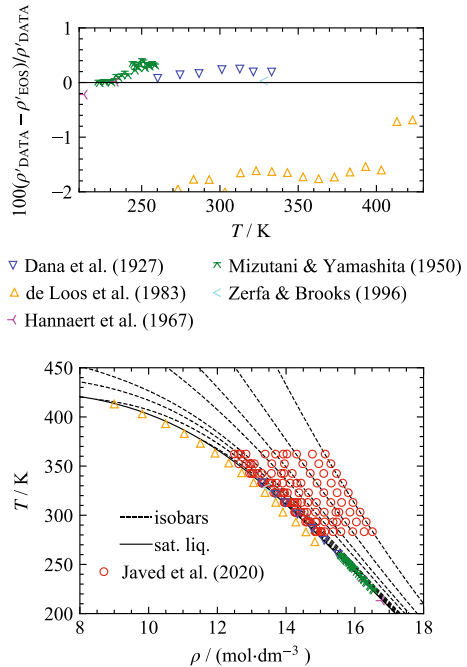 100(ρ′DATA − ρ′EOS)/ρ′DATA
1
0
−1
−2
250 300 350 400
T / K
Dana et al. (1927)
Mizutani & Yamashita (1950)
de Loos et al. (1983)
Zerfa & Brooks (1996)
Hannaert et al. (1967)
T / K
450
400
350
300
250
200
isobars
sat. liq.
Javed et al. (2020)
8 10 12 14 16 18
ρ / (mol·dm⁻³)